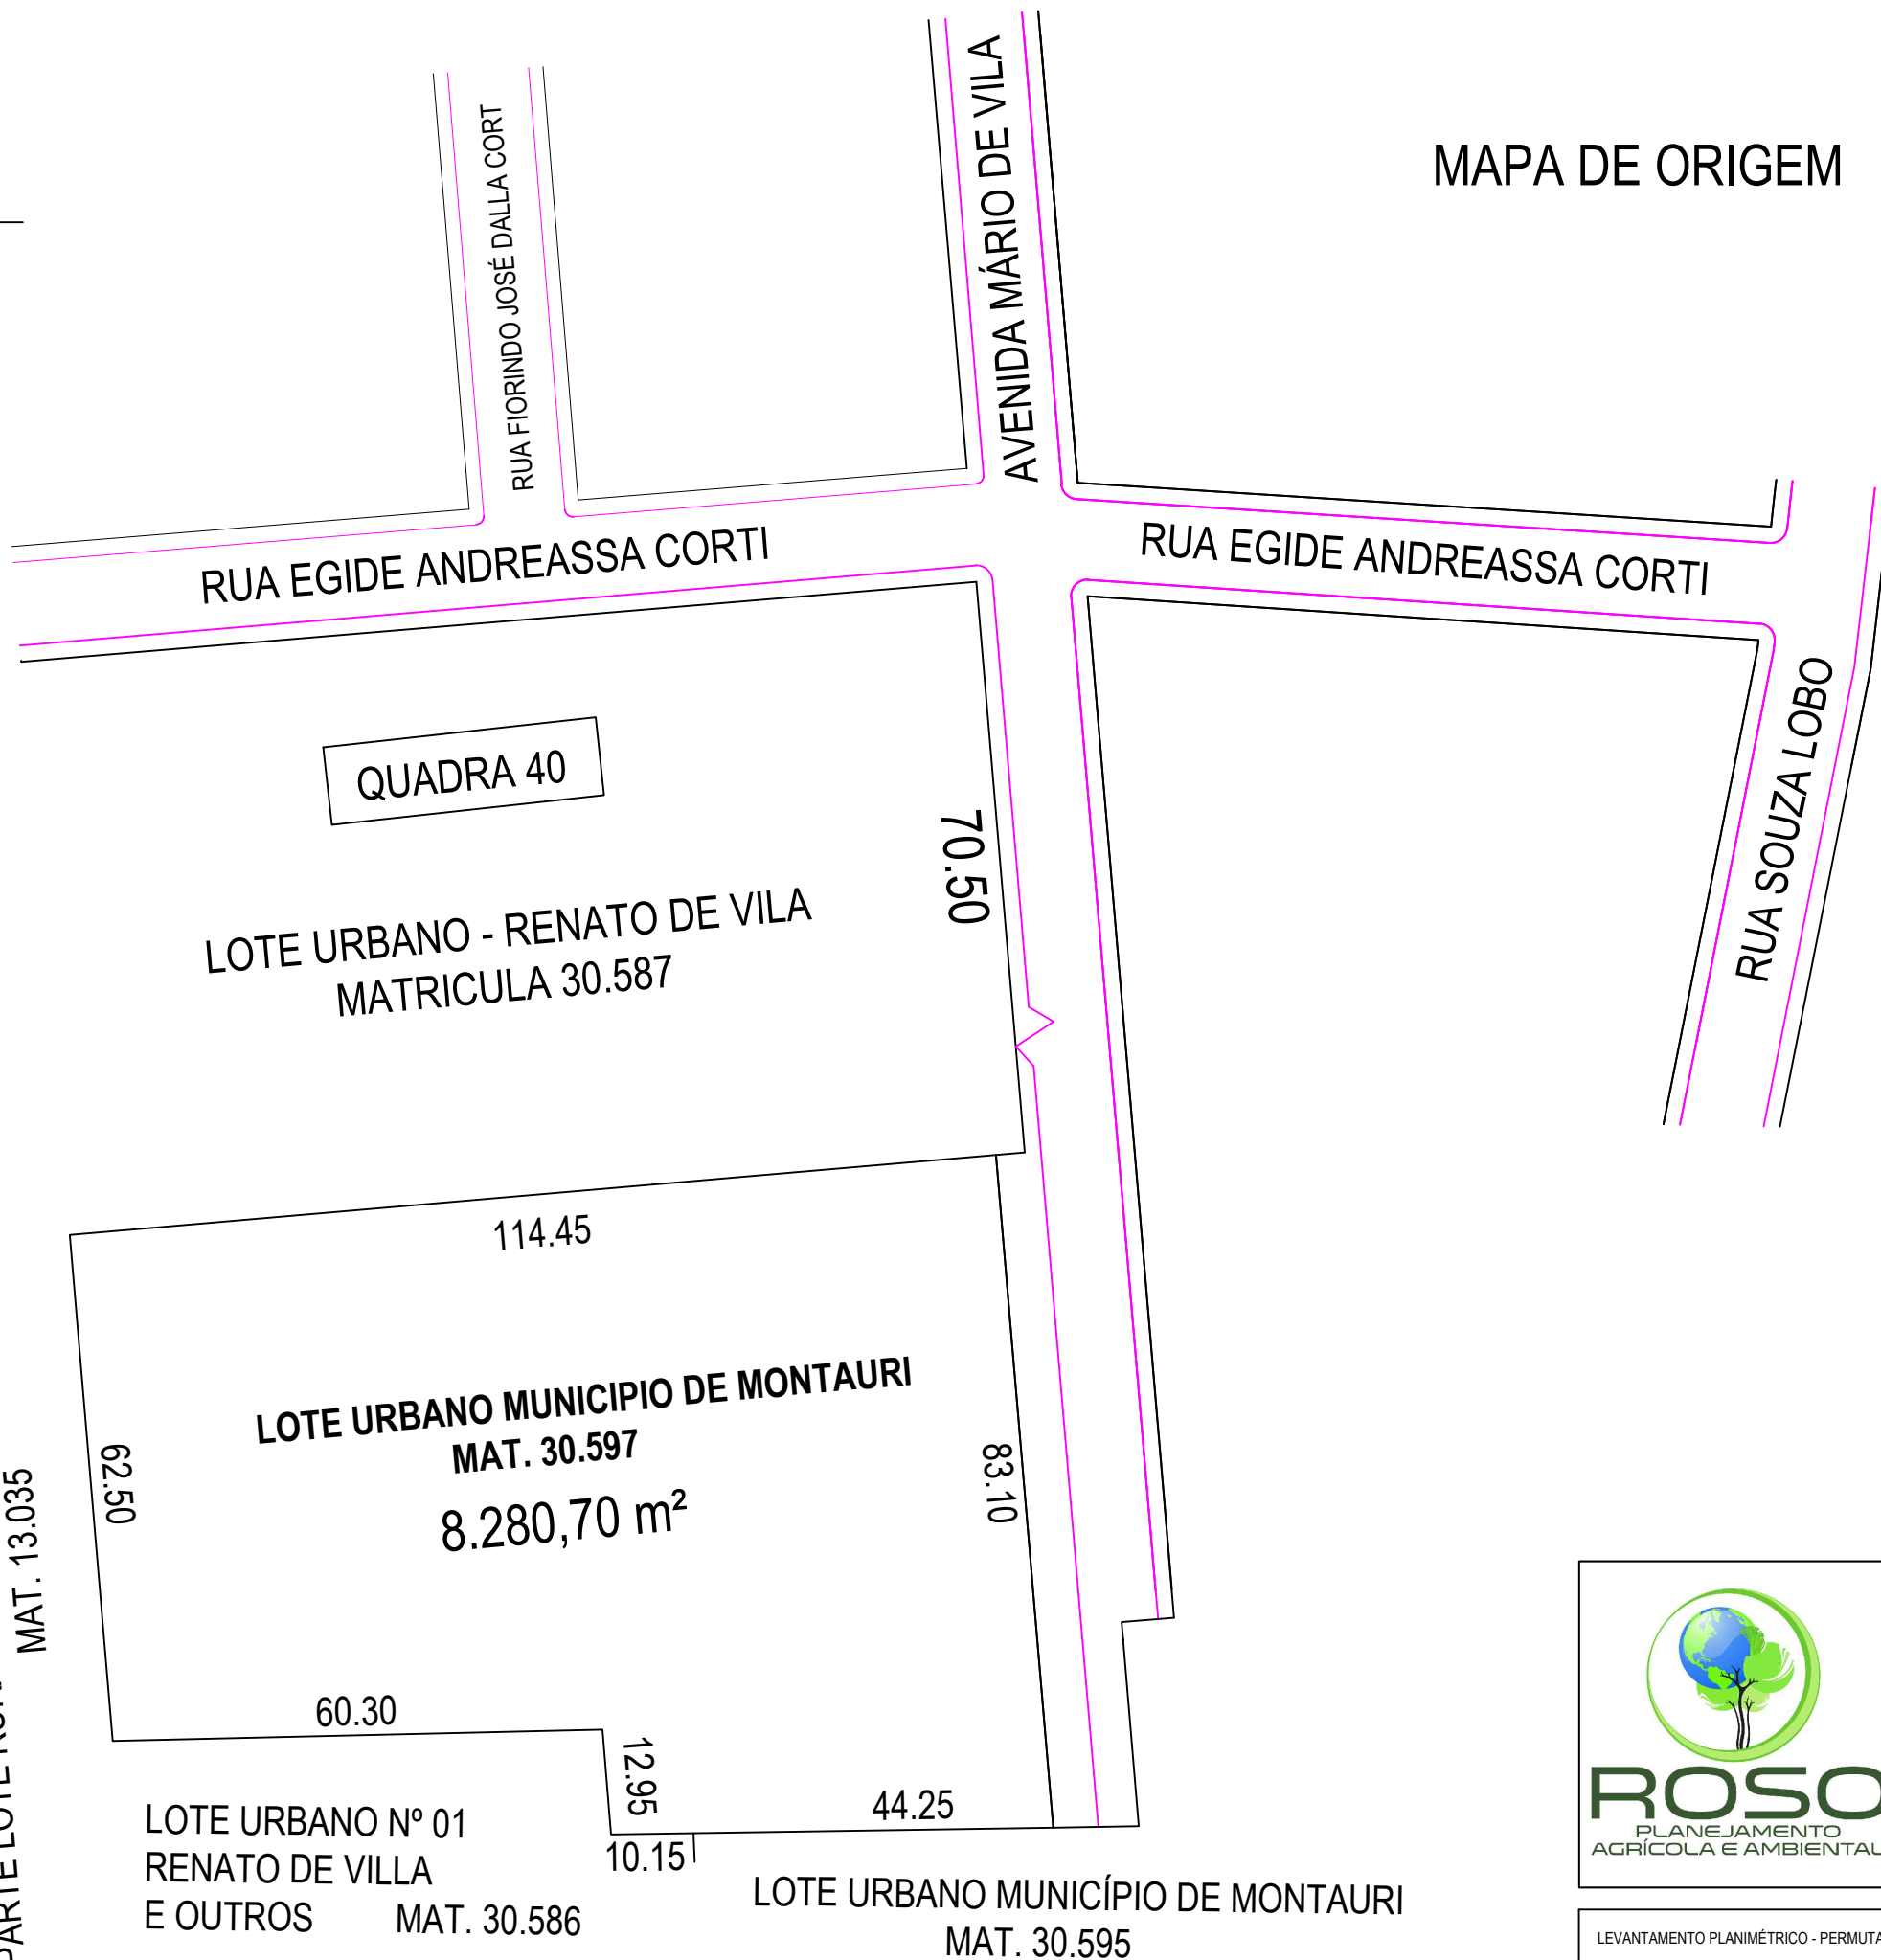 MAPA DE ORIGEM
RUA FIORINDO JOSÉ DALLA CORT
AVENIDA MÁRIO DE VILA
RUA EGIDE ANDREASSA CORTI
RUA EGIDE ANDREASSA CORTI
RUA SOUZA LOBO
QUADRA 40
70.50
LOTE URBANO - RENATO DE VILA
MATRICULA 30.587
114.45
LOTE URBANO MUNICIPIO DE MONTAURI
MAT. 30.597
8.280,70 m²
62.50
83.10
MAT. 13.035
PARTE LOTE
60.30
12.95
44.25
10.15
LOTE URBANO Nº 01
RENATO DE VILLA
E OUTROS MAT. 30.586
LOTE URBANO MUNICÍPIO DE MONTAURI
MAT. 30.595
ROSO
PLANEJAMENTO
AGRÍCOLA E AMBIENTAL
LEVANTAMENTO PLANIMÉTRICO - PERMUTA